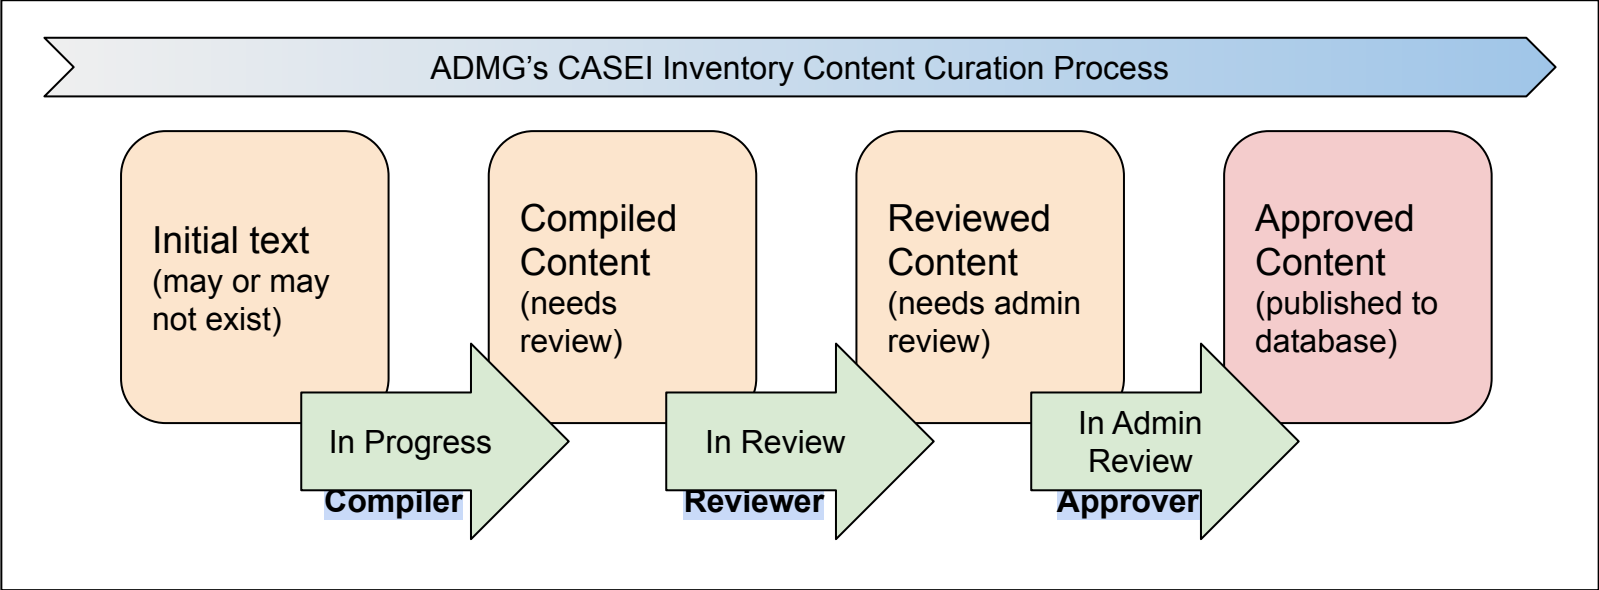 ADMG's CASEI Inventory Content Curation Process
Initial text
(may or may
not exist)
Compiled
Content
(needs
review)
Reviewed
Content
(needs admin
review)
Approved
Content
(published to
database)
In Progress
Compiler
In Review
Reviewer
In Admin
Review
Approver